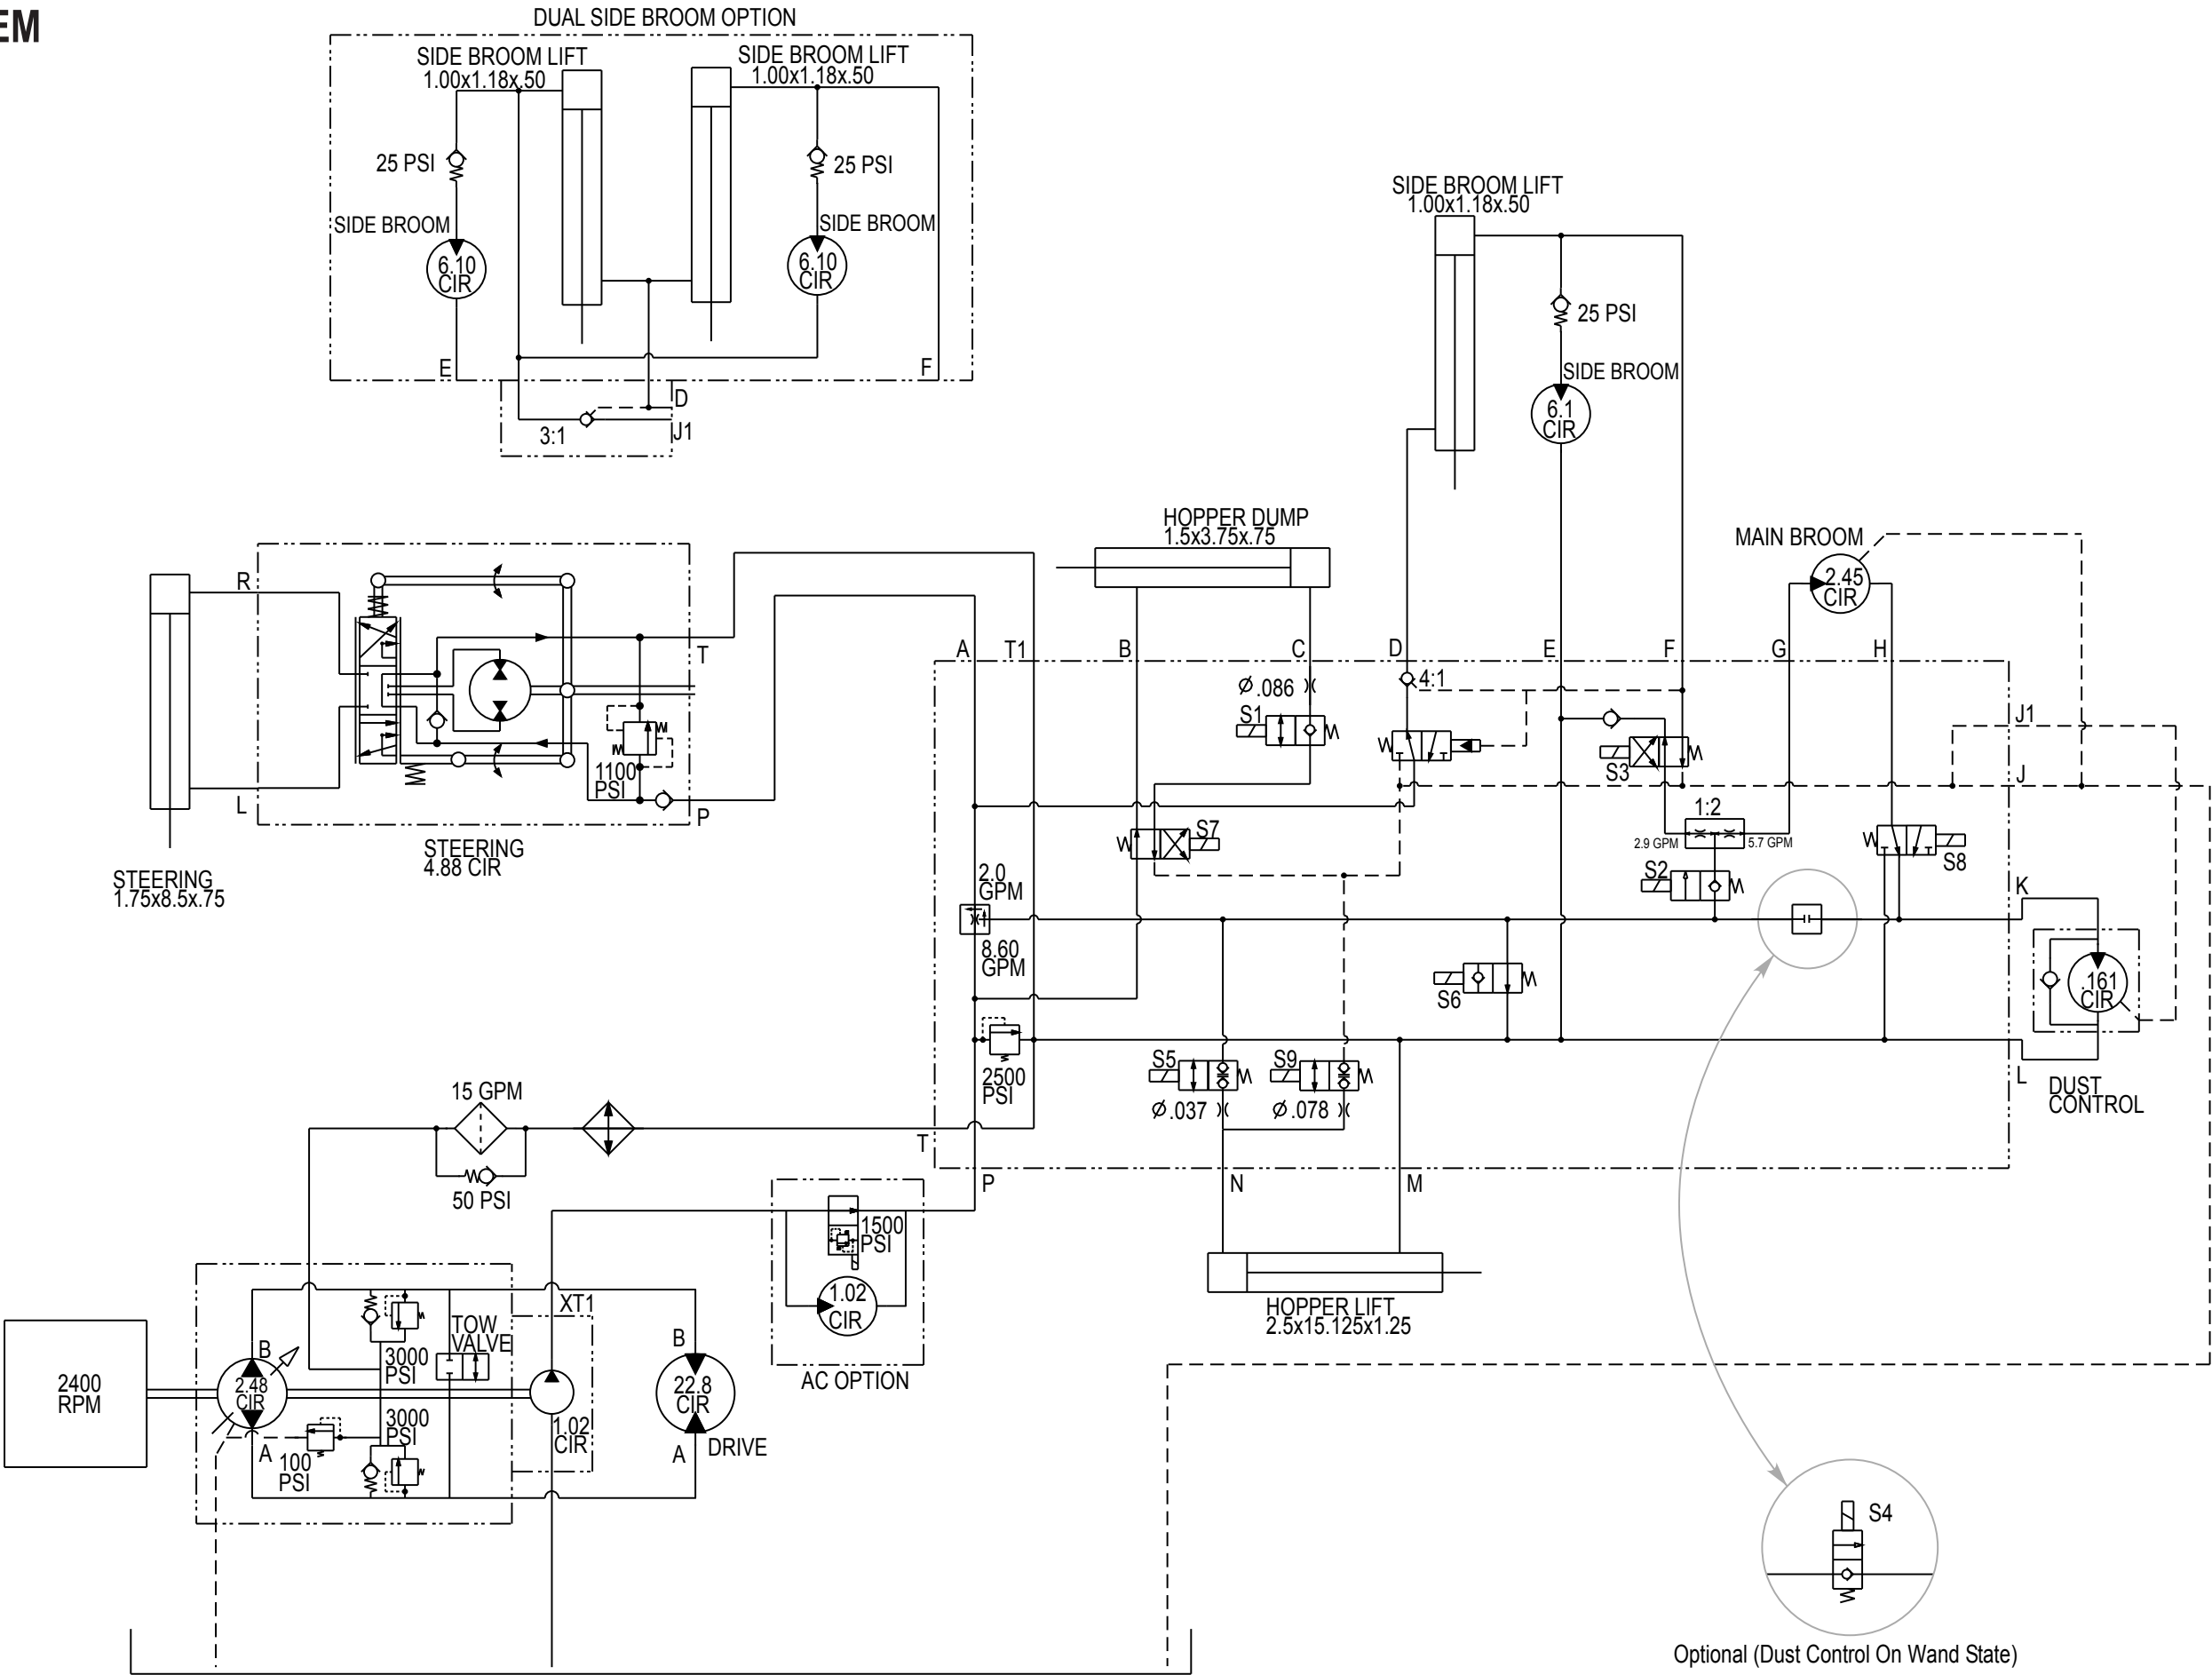 EM
DUAL SIDE BROOM OPTION
SIDE BROOM LIFT
1.00x1.18x.50
SIDE BROOM LIFT
1.00x1.18x.50
25 PSI
25 PSI
SIDE BROOM
SIDE BROOM
6.10
CIR
6.10
CIR
E
F
D
3:1
J1
SIDE BROOM LIFT
1.00x1.18x.50
25 PSI
SIDE BROOM
6.1
CIR
HOPPER DUMP
1.5x3.75x.75
MAIN BROOM
2.45
CIR
R
L
T
P
1100
PSI
STEERING
4.88 CIR
STEERING
1.75x8.5x.75
A
T1
B
C
D
E
F
G
H
J1
J
K
L
Ø.086
S1
4:1
S3
1:2
2.9 GPM
5.7 GPM
S2
S7
S8
2.0
GPM
8.60
GPM
S6
.161
CIR
DUST
CONTROL
2500
PSI
S5
S9
Ø.037
Ø.078
T
P
N
M
15 GPM
50 PSI
1500
PSI
1.02
CIR
AC OPTION
HOPPER LIFT
2.5x15.125x1.25
2400
RPM
B
2.48
CIR
A
3000
PSI
3000
PSI
100
PSI
TOW
VALVE
XT1
1.02
CIR
B
22.8
CIR
A
DRIVE
S4
Optional (Dust Control On Wand State)